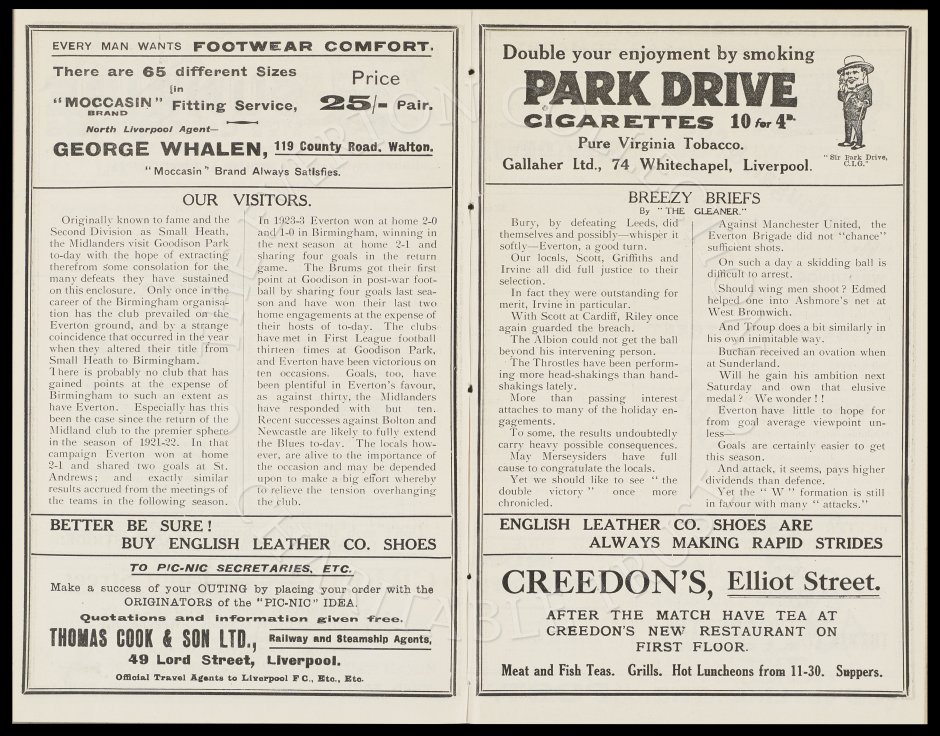 EVERY MAN WANTS FOOTWEAR COMFORT.
There are 65 different Sizes
in
"MOCCASIN" Fitting Service,
BRAND
Price
25/- Pair.
North Liverpool Agent—
GEORGE WHALEN, 119 County Road, Walton.
"Moccasin" Brand Always Satisfies.
OUR VISITORS.
Originally known to fame and the
Second Division as Small Heath,
the Midlanders visit Goodison Park
to-day with the hope of extracting
therefrom some consolation for the
many defeats they have sustained
on this enclosure. Only once in the
career of the Birmingham organisa-
tion has the club prevailed on the
Everton ground, and by a strange
coincidence that occurred in the year
when they altered their title from
Small Heath to Birmingham.
There is probably no club that has
gained points at the expense of
Birmingham to such an extent as
have Everton. Especially has this
been the case since the return of the
Midland club to the premier sphere
in the season of 1921-22. In that
campaign Everton won at home
2-1 and shared two goals at St.
Andrews; and exactly similar
results accrued from the meetings of
the teams in the following season.
In 1923-3 Everton won at home 2-0
and 1-0 in Birmingham, winning in
the next season at home 2-1 and
sharing four goals in the return
game. The Brums got their first
point at Goodison in post-war foot-
ball by sharing four goals last sea-
son and have won their last two
home engagements at the expense of
their hosts of to-day. The clubs
have met in First League football
thirteen times at Goodison Park,
and Everton have been victorious on
ten occasions. Goals, too, have
been plentiful in Everton's favour,
as against thirty, the Midlanders
have responded with but ten.
Recent successes against Bolton and
Newcastle are likely to fully extend
the Blues to-day. The locals how-
ever, are alive to the importance of
the occasion and may be depended
upon to make a big effort whereby
to relieve the tension overhanging
the club.
BETTER BE SURE!
BUY ENGLISH LEATHER CO. SHOES
TO PIC-NIC SECRETARIES, ETC.
Make a success of your OUTING by placing your order with the
ORIGINATORS of the "PIC-NIC" IDEA.
Quotations and information given free.
THOMAS COOK & SON LTD., Railway and Steamship Agents,
49 Lord Street, Liverpool.
Official Travel Agents to Liverpool F C., Etc., Etc.
Double your enjoyment by smoking
PARK DRIVE
CIGARETTES 10 for 4D.
Pure Virginia Tobacco.
Gallaher Ltd., 74 Whitechapel, Liverpool.
"Sir Park Drive,
C.I.G."
BREEZY BRIEFS
By "THE GLEANER."
Bury, by defeating Leeds, did
themselves and possibly—whisper it
softly—Everton, a good turn.
Our locals, Scott, Griffiths and
Irvine all did full justice to their
selection.
In fact they were outstanding for
merit, Irvine in particular.
With Scott at Cardiff, Riley once
again guarded the breach.
The Albion could not get the ball
beyond his intervening person.
The Throstles have been perform-
ing more head-shakings than hand-
shakings lately.
More than passing interest
attaches to many of the holiday en-
gagements.
To some, the results undoubtedly
carry heavy possible consequences.
May Merseysiders have full
cause to congratulate the locals.
Yet we should like to see "the
double victory" once more
chronicled.
Against Manchester United, the
Everton Brigade did not "chance"
sufficient shots.
On such a day a skidding ball is
difficult to arrest.
Should wing men shoot? Edmed
helped one into Ashmore's net at
West Bromwich.
And Troup does a bit similarly in
his own inimitable way.
Buchan received an ovation when
at Sunderland.
Will he gain his ambition next
Saturday and own that elusive
medal? We wonder!!
Everton have little to hope for
from goal average viewpoint un-
less—
Goals are certainly easier to get
this season.
And attack, it seems, pays higher
dividends than defence.
Yet the "W" formation is still
in favour with many "attacks."
ENGLISH LEATHER CO. SHOES ARE
ALWAYS MAKING RAPID STRIDES
CREEDON'S, Elliot Street.
AFTER THE MATCH HAVE TEA AT
CREEDON'S NEW RESTAURANT ON
FIRST FLOOR.
Meat and Fish Teas. Grills. Hot Luncheons from 11-30. Suppers.